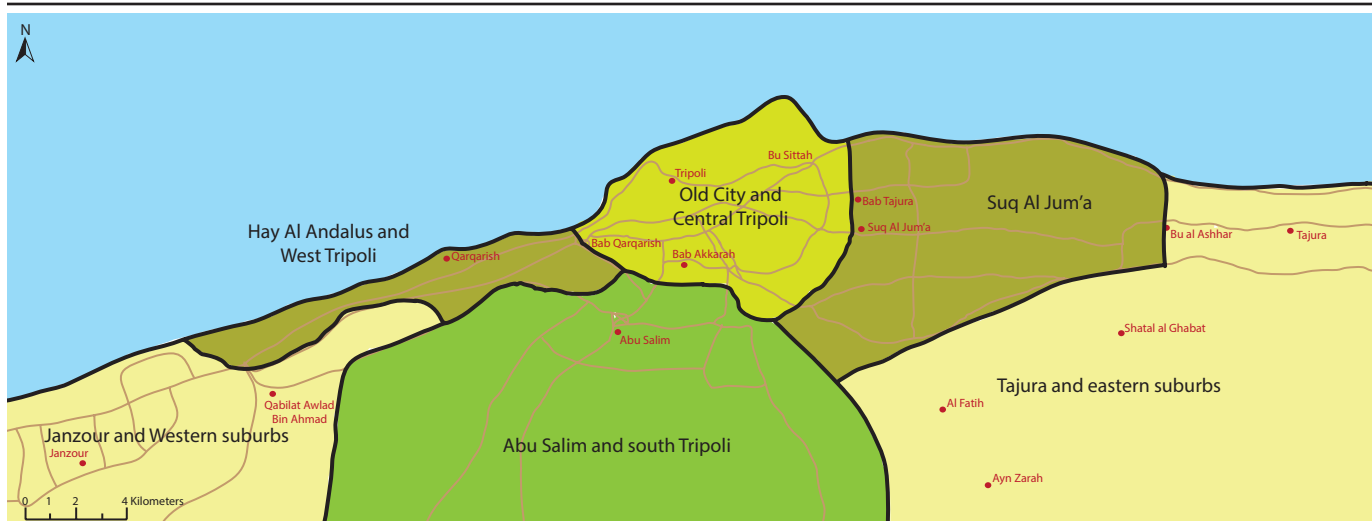 N
Bu Sittah
Tripoli
Old City and
Central Tripoli
Bab Tajura
Suq Al Jum'a
Suq Al Jum'a
Hay Al Andalus and
West Tripoli
Bab Qarqarish
Bab Akkarah
Qarqarish
Bu al Ashhar
Tajura
Abu Salim
Shatal al Ghabat
Tajura and eastern suburbs
Qabilat Awlad
Bin Ahmad
Al Fatih
Janzour and Western suburbs
Janzour
Abu Salim and south Tripoli
Ayn Zarah
0 1 2 4 Kilometers